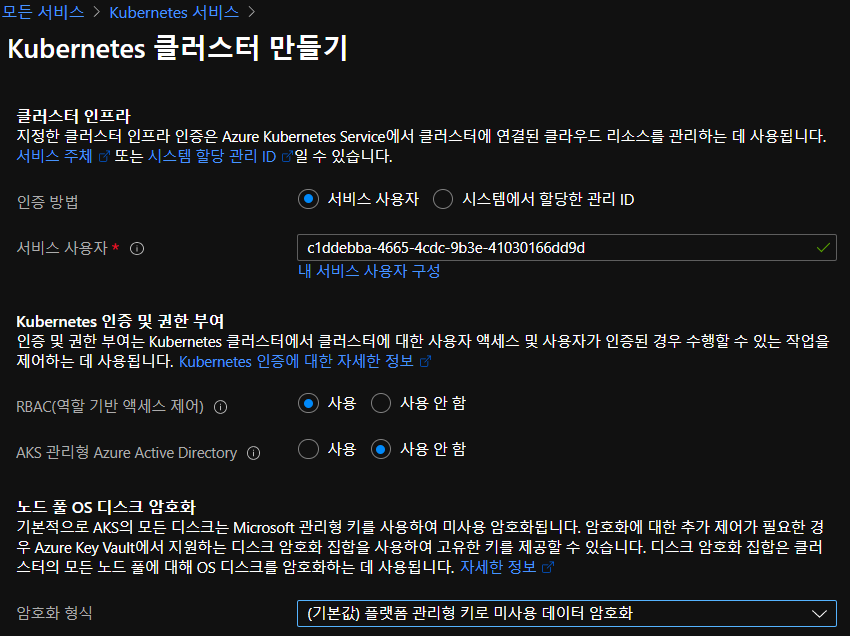 모든 서비스 > Kubernetes 서비스 >
Kubernetes 클러스터 만들기
클러스터 인프라
지정한 클러스터 인프라 인증은 Azure Kubernetes Service에서 클러스터에 연결된 클라우드 리소스를 관리하는 데 사용됩니다.
서비스 주체 또는 시스템 할당 관리 ID 일 수 있습니다.
인증 방법 서비스 사용자 시스템에서 할당한 관리 ID
서비스 사용자 * c1ddebba-4665-4cdc-9b3e-41030166dd9d
내 서비스 사용자 구성
Kubernetes 인증 및 권한 부여
인증 및 권한 부여는 Kubernetes 클러스터에서 클러스터에 대한 사용자 액세스 및 사용자가 인증된 경우 수행할 수 있는 작업을
제어하는 데 사용됩니다. Kubernetes 인증에 대한 자세한 정보
RBAC(역할 기반 액세스 제어) 사용 사용 안 함
AKS 관리형 Azure Active Directory 사용 사용 안 함
노드 풀 OS 디스크 암호화
기본적으로 AKS의 모든 디스크는 Microsoft 관리형 키를 사용하여 미사용 암호화됩니다. 암호화에 대한 추가 제어가 필요한 경
우 Azure Key Vault에서 지원하는 디스크 암호화 집합을 사용하여 고유한 키를 제공할 수 있습니다. 디스크 암호화 집합은 클러
스터의 모든 노드 풀에 대해 OS 디스크를 암호화하는 데 사용됩니다. 자세한 정보
암호화 형식 (기본값) 플랫폼 관리형 키로 미사용 데이터 암호화